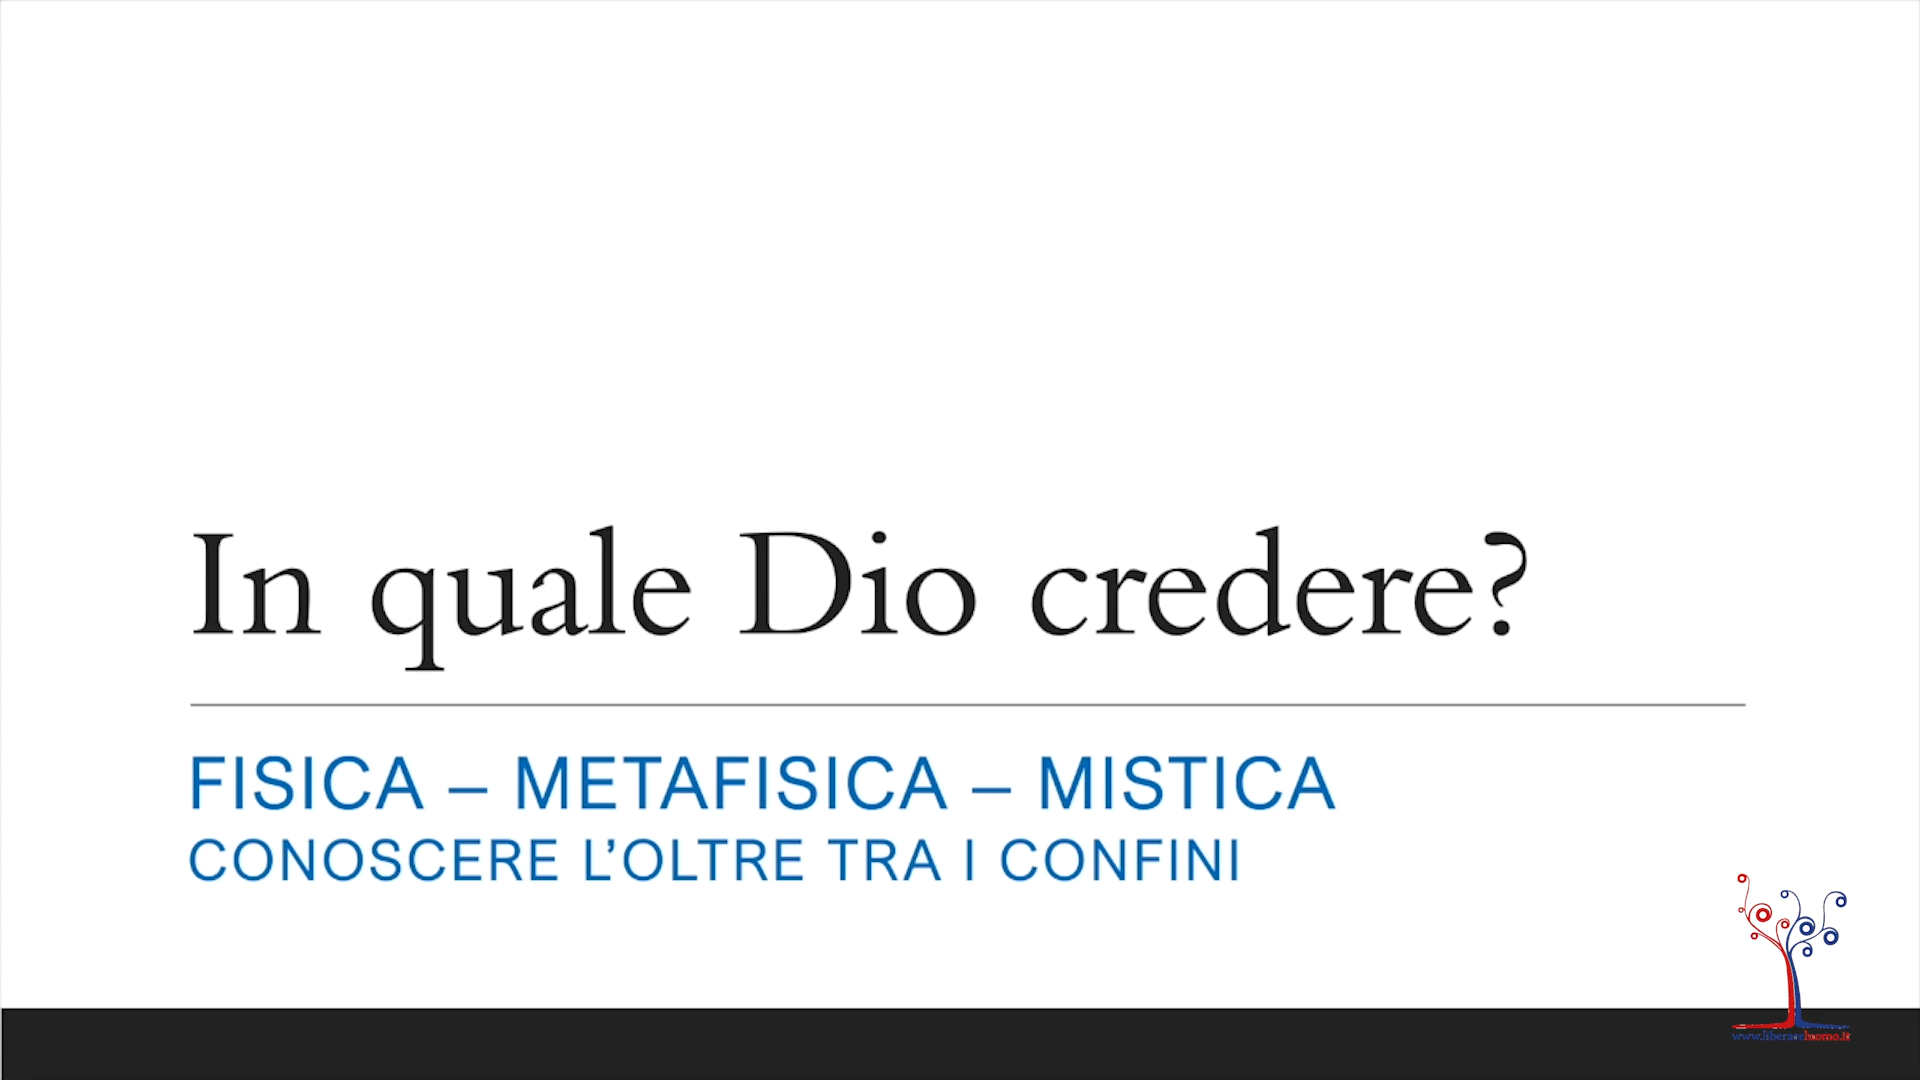 In quale Dio credere?
FISICA – METAFISICA – MISTICA
CONOSCERE L’OLTRE TRA I CONFINI